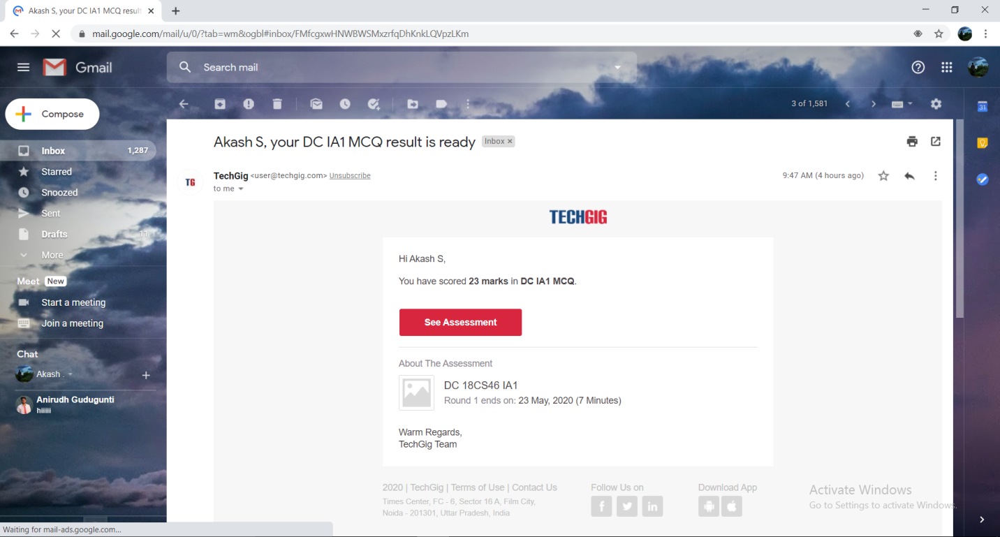 Akash S, your DC IA1 MCQ result
mail.google.com/mail/u/0/?tab=wm&ogbl#inbox/FMfcgxwHNWBWSMxzrfqDhKnkLQVpzLKm
Gmail
Search mail
Compose
3 of 1,581
Inbox 1,287
Starred
Snoozed
Sent
Drafts 11
More
Meet New
Start a meeting
Join a meeting
Chat
Akash .
Anirudh Gudugunti
hiiiii
Akash S, your DC IA1 MCQ result is ready Inbox ×
TG
TechGig <user@techgig.com> Unsubscribe
9:47 AM (4 hours ago)
to me
TECHGIG
Hi Akash S,
You have scored 23 marks in DC IA1 MCQ.
See Assessment
About The Assessment
DC 18CS46 IA1
Round 1 ends on: 23 May, 2020 (7 Minutes)
Warm Regards,
TechGig Team
2020 | TechGig | Terms of Use | Contact Us
Times Center, FC - 6, Sector 16 A, Film City,
Noida - 201301, Uttar Pradesh, India
Follow Us on
Download App
31
Activate Windows
Go to Settings to activate Windows.
Waiting for mail-ads.google.com...